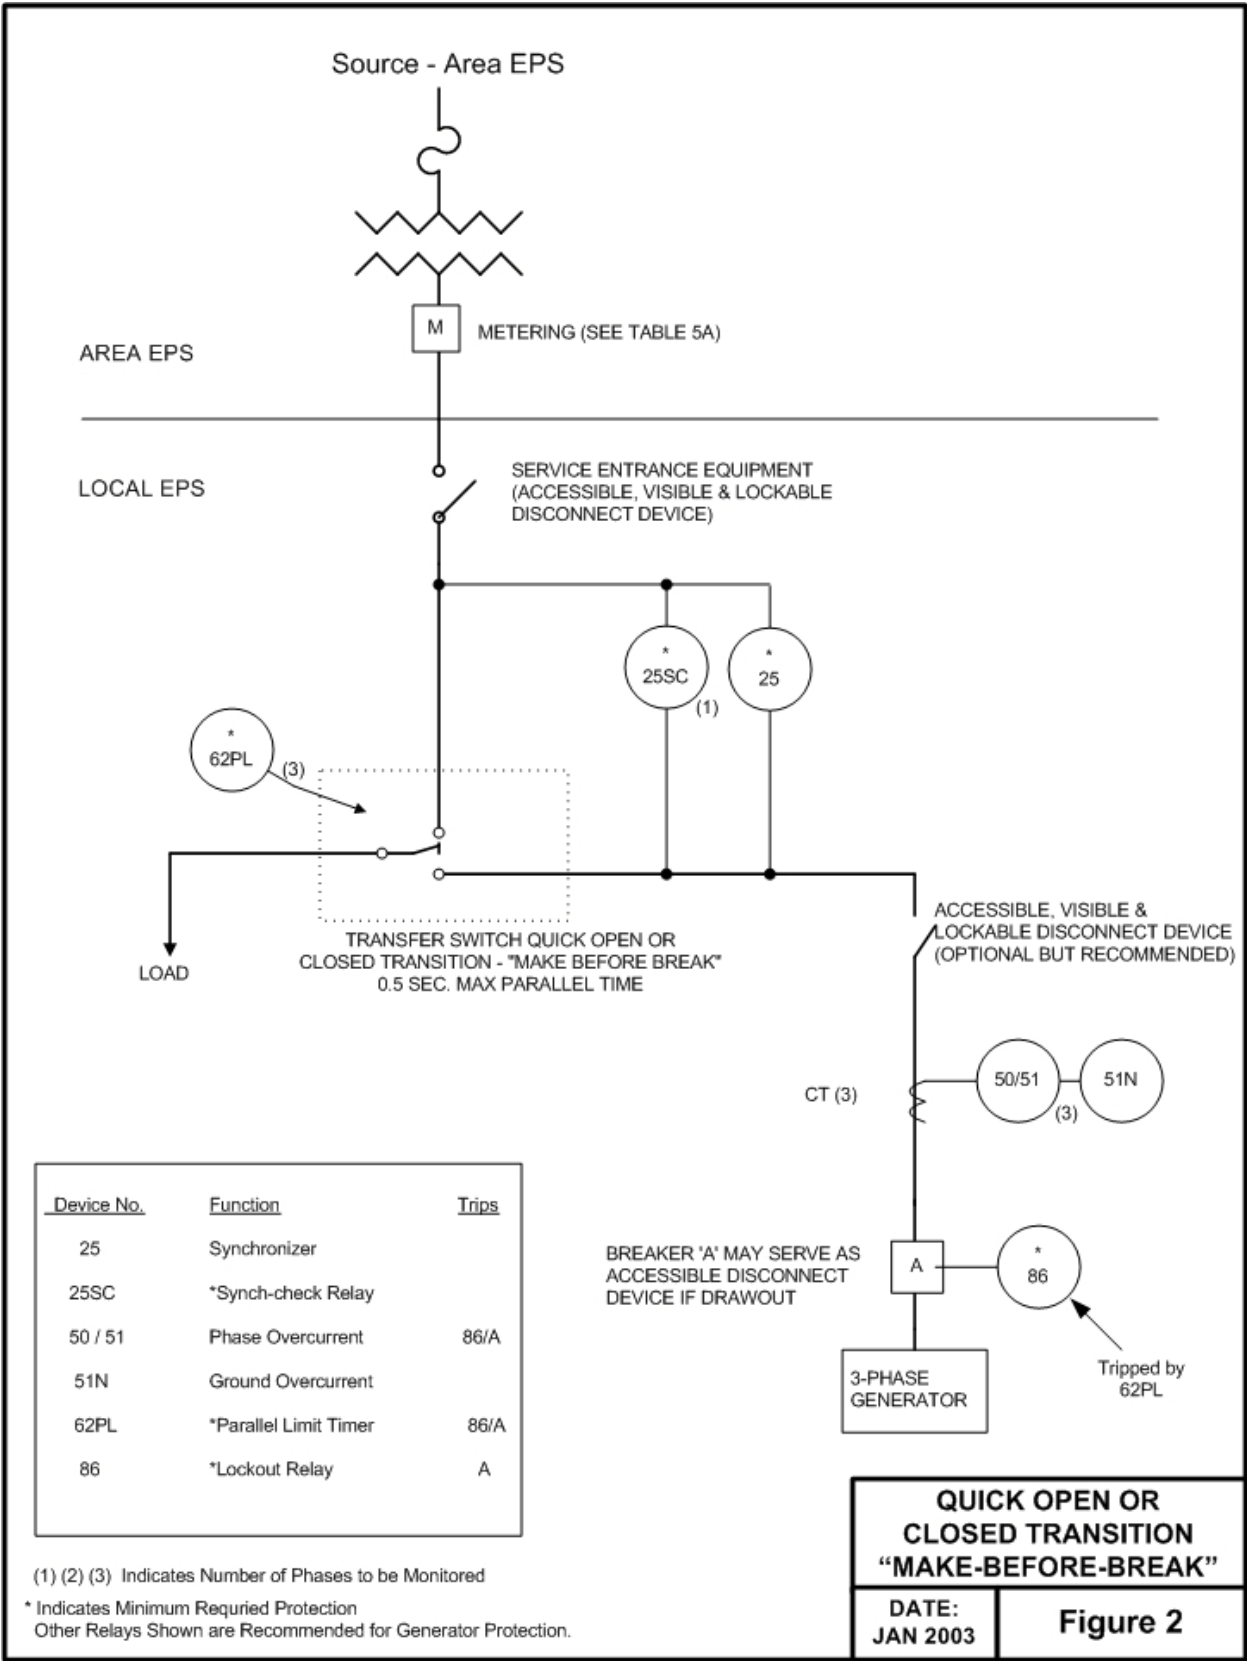 Source - Area EPS
M
METERING (SEE TABLE 5A)
AREA EPS
LOCAL EPS
SERVICE ENTRANCE EQUIPMENT
(ACCESSIBLE, VISIBLE & LOCKABLE
DISCONNECT DEVICE)
*
25SC
(1)
*
25
*
62PL
(3)
LOAD
TRANSFER SWITCH QUICK OPEN OR
CLOSED TRANSITION - "MAKE BEFORE BREAK"
0.5 SEC. MAX PARALLEL TIME
ACCESSIBLE, VISIBLE &
LOCKABLE DISCONNECT DEVICE
(OPTIONAL BUT RECOMMENDED)
CT (3)
50/51
(3)
51N
BREAKER 'A' MAY SERVE AS
ACCESSIBLE DISCONNECT
DEVICE IF DRAWOUT
A
*
86
Tripped by
62PL
3-PHASE
GENERATOR
Device No. Function Trips
25 Synchronizer
25SC *Synch-check Relay
50 / 51 Phase Overcurrent 86/A
51N Ground Overcurrent
62PL *Parallel Limit Timer 86/A
86 *Lockout Relay A
(1) (2) (3) Indicates Number of Phases to be Monitored
* Indicates Minimum Requried Protection
Other Relays Shown are Recommended for Generator Protection.
QUICK OPEN OR
CLOSED TRANSITION
“MAKE-BEFORE-BREAK”
DATE:
JAN 2003
Figure 2